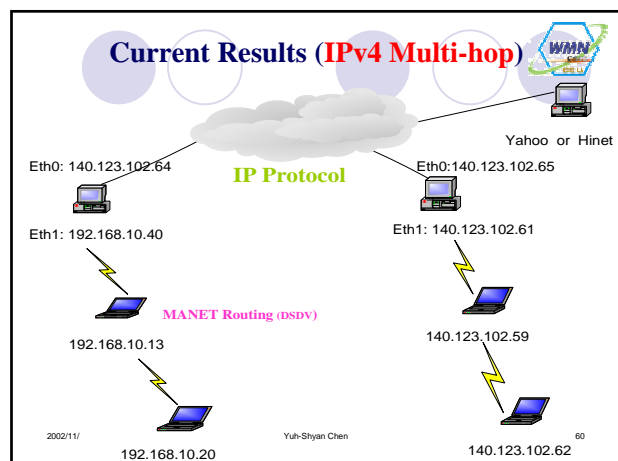 Current Results (IPv4 Multi-hop)
WMN
CCU
Yahoo or Hinet
Eth0: 140.123.102.64
Eth0:140.123.102.65
IP Protocol
Eth1: 192.168.10.40
Eth1: 140.123.102.61
MANET Routing (DSDV)
192.168.10.13
140.123.102.59
2002/11/
Yuh-Shyan Chen
60
192.168.10.20
140.123.102.62